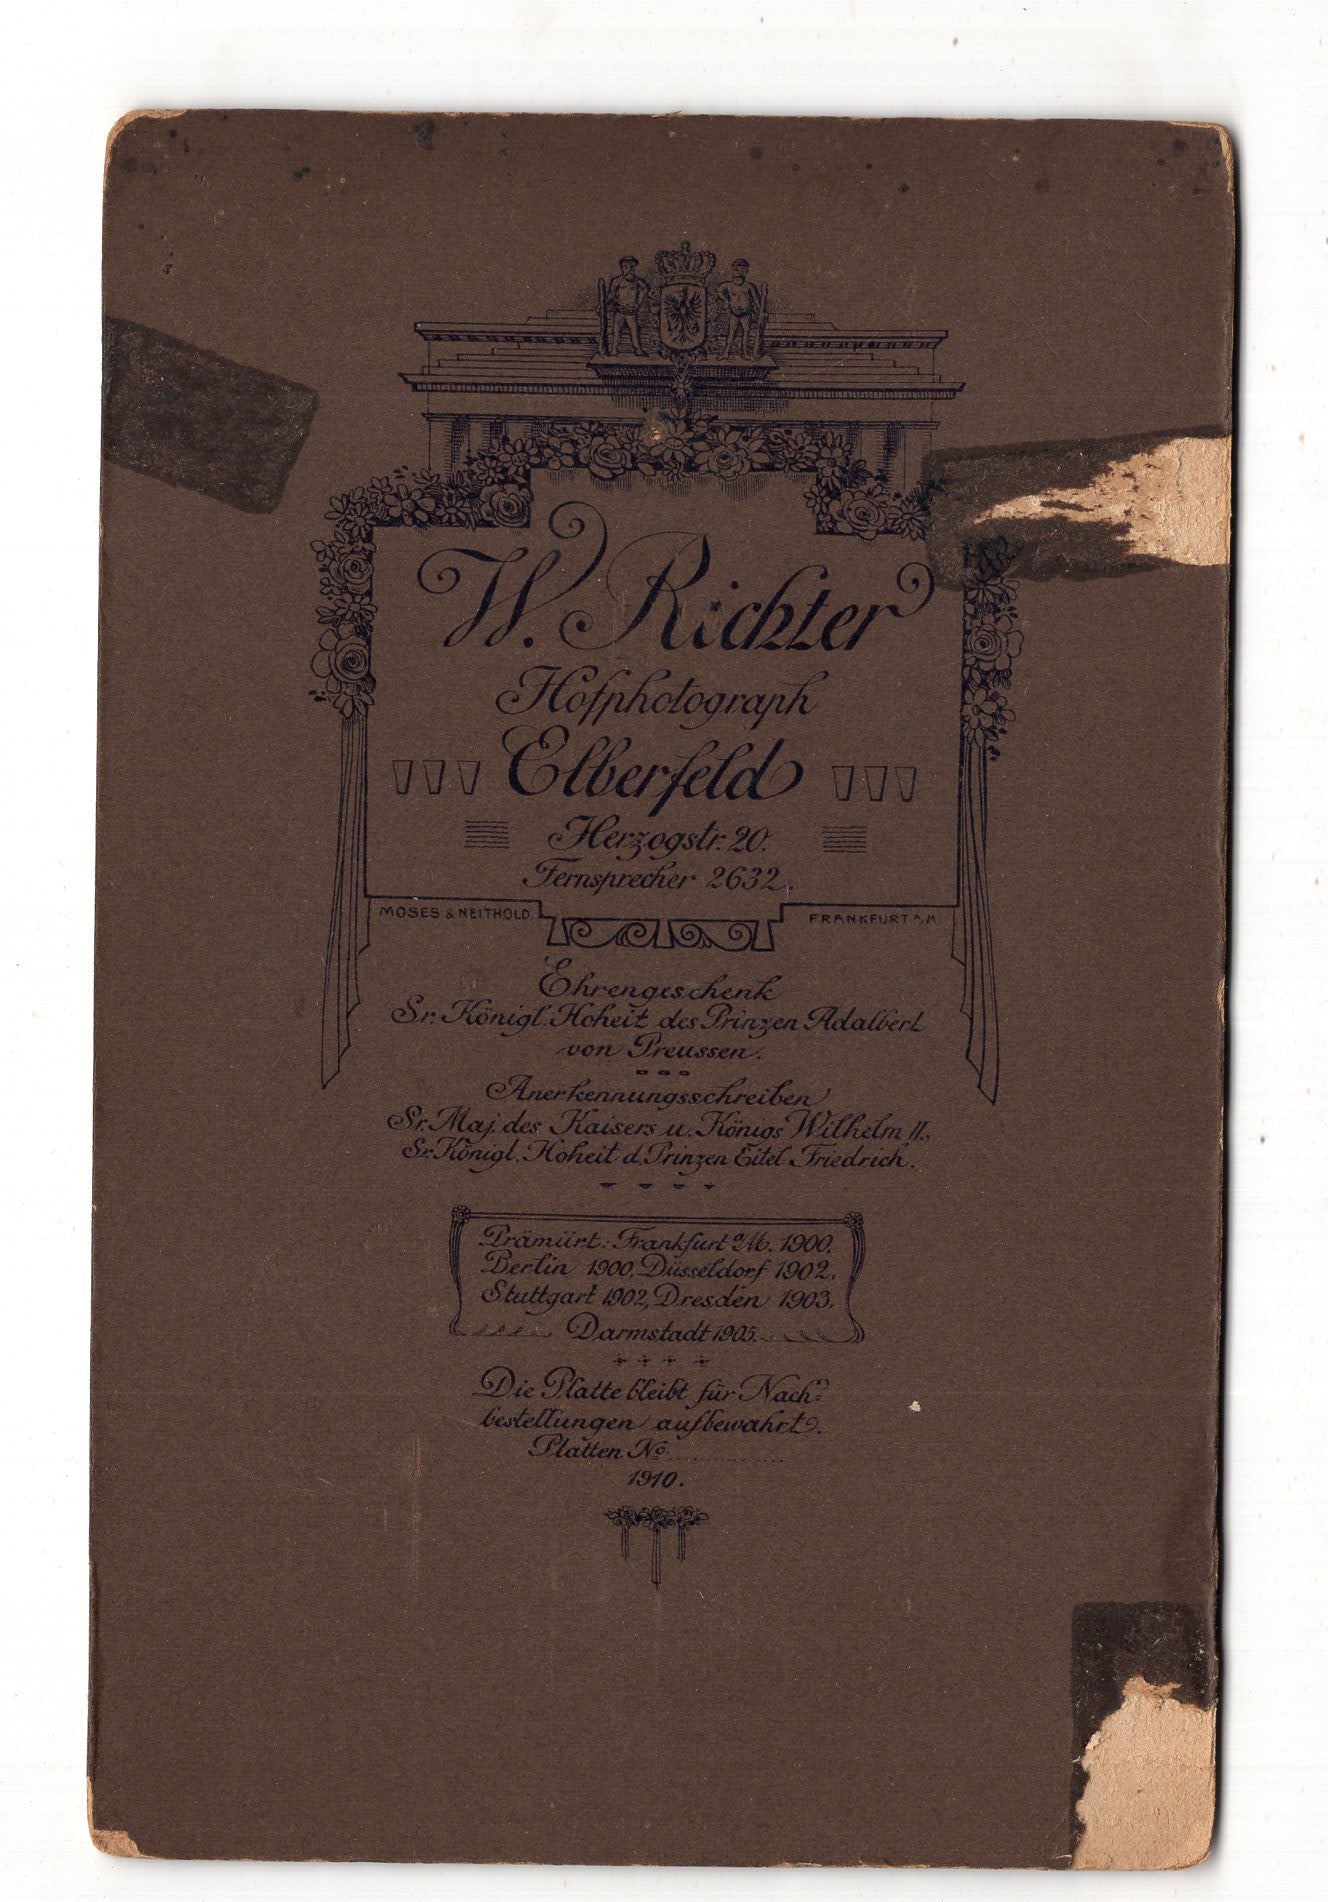 W. Richter
Hofphotograph
Elberfeld
Herzogstr. 20.
Fernsprecher 2632.
MOSES & NEITHOLD, FRANKFURT A/M.
Ehrengeschenk
Sr. Königl. Hoheit des Prinzen Adalbert
von Preussen.
Anerkennungsschreiben
Sr. Maj. des Kaisers u. Königs Wilhelm II.,
Sr. Königl. Hoheit d. Prinzen Eitel Friedrich.
Prämiirt: Frankfurt a/M. 1900,
Berlin 1900, Düsseldorf 1902,
Stuttgart 1902, Dresden 1903,
Darmstadt 1905.
Die Platte bleibt für Nach-
bestellungen aufbewahrt.
Platten No.
1910.